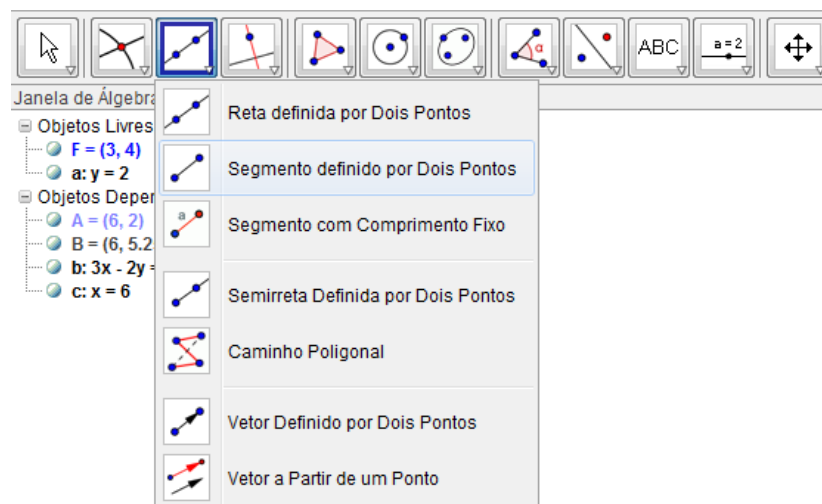 α
ABC
a = 2
Janela de Álgebra
Objetos Livres
F = (3, 4)
a: y = 2
Objetos Deper
A = (6, 2)
B = (6, 5.2
b: 3x - 2y =
c: x = 6
Reta definida por Dois Pontos
Segmento definido por Dois Pontos
a
Segmento com Comprimento Fixo
Semirreta Definida por Dois Pontos
Caminho Poligonal
Vetor Definido por Dois Pontos
Vetor a Partir de um Ponto